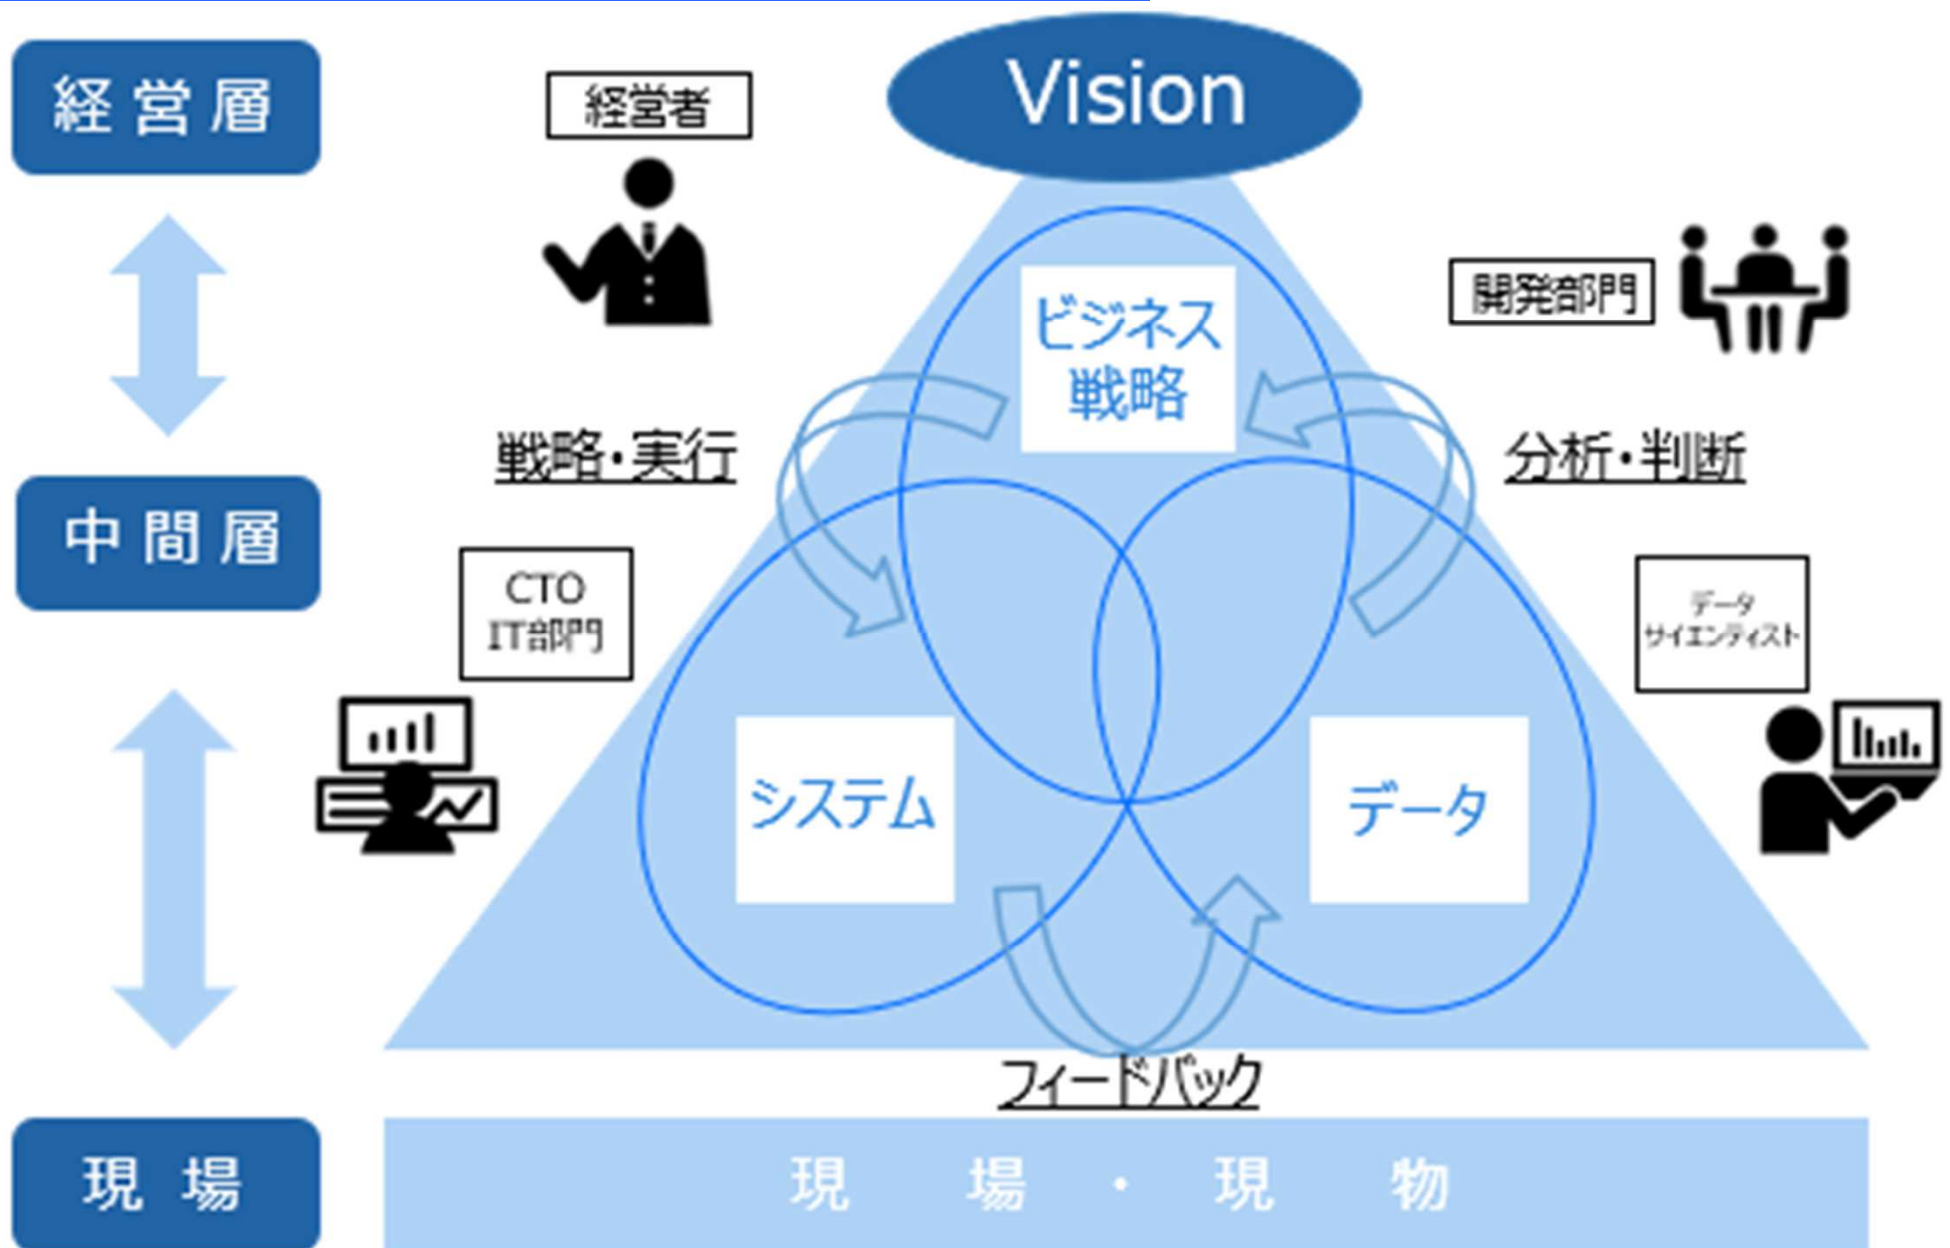 Vision
経営層
経営者
開発部門
ビジネス
戦略
戦略・実行
分析・判断
中間層
CTO
IT部門
データ
サイエンティスト
システム
データ
フィードバック
現場
現場・現物